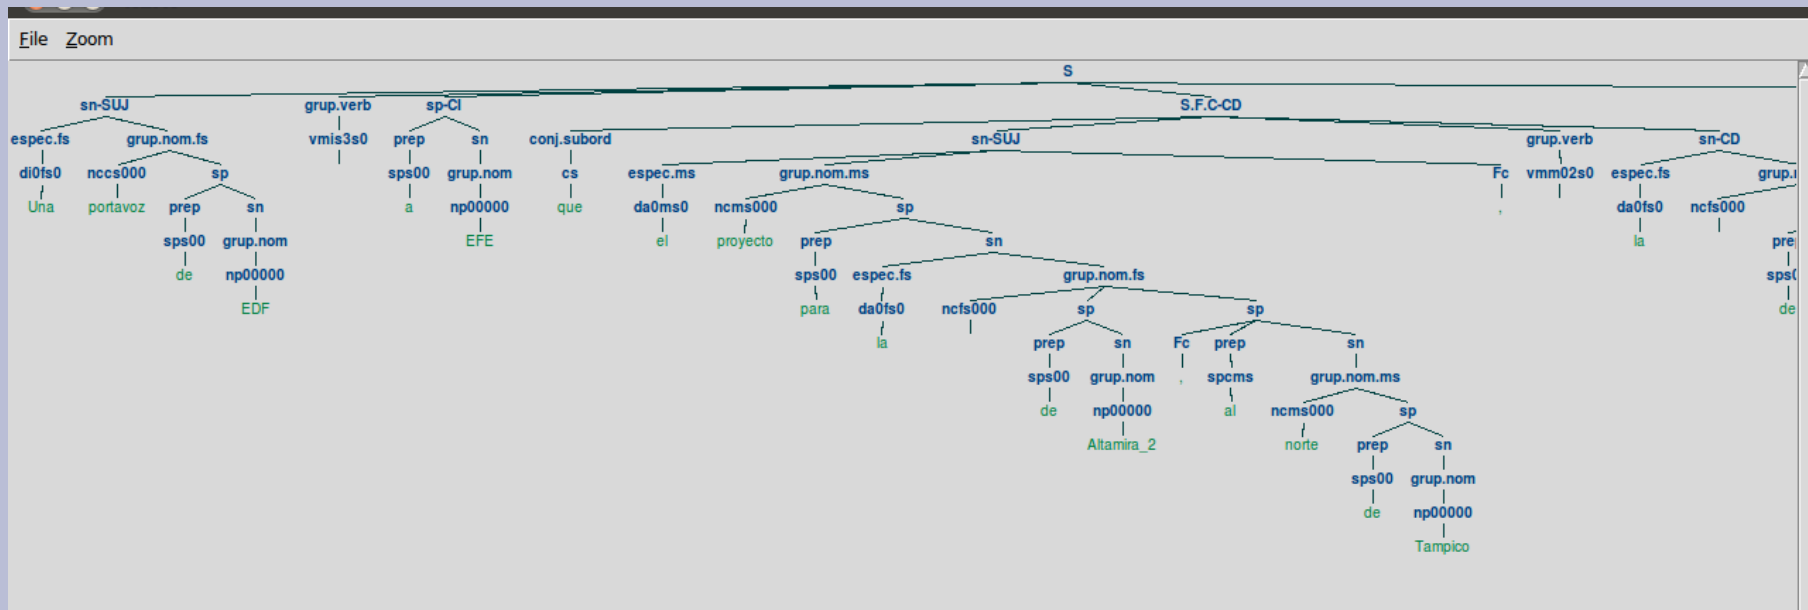 File Zoom
S
sn-SUJ grup.verb sp-CI S.F.C-CD
espec.fs grup.nom.fs vmis3s0 prep sn conj.subord sn-SUJ grup.verb sn-CD
di0fs0 nccs000 sp sps00 grup.nom cs espec.ms grup.nom.ms Fc vmm02s0 espec.fs
Una portavoz prep sn a np00000 que da0ms0 ncms000 sp , da0fs0 ncfs000
sps00 grup.nom EFE el proyecto prep sn la
de np00000 sps00 espec.fs grup.nom.fs
EDF para da0fs0 ncfs000 sp sp de
la prep sn Fc prep sn
sps00 grup.nom , spcms grup.nom.ms
de np00000 al ncms000 sp
Altamira_2 norte prep sn
sps00 grup.nom
de np00000
Tampico